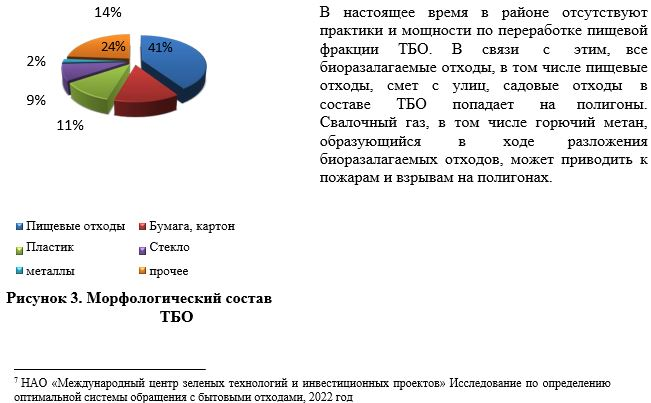 14%
2%
24%
41%
9%
11%
Пищевые отходы
Бумага, картон
Пластик
Стекло
металлы
прочее
Рисунок 3. Морфологический состав
ТБО
В настоящее время в районе отсутствуют
практики и мощности по переработке пищевой
фракции ТБО. В связи с этим, все
биоразалагаемые отходы, в том числе пищевые
отходы, смет с улиц, садовые отходы в
составе ТБО попадает на полигоны.
Свалочный газ, в том числе горючий метан,
образующийся в ходе разложения
биоразалагаемых отходов, может приводить к
пожарам и взрывам на полигонах.
7 НАО «Международный центр зеленых технологий и инвестиционных проектов» Исследование по определению
оптимальной системы обращения с бытовыми отходами, 2022 год